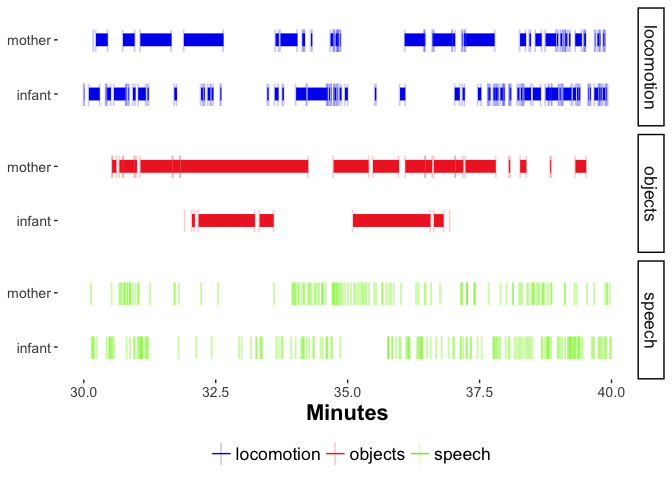 mother
infant
locomotion
mother
infant
objects
mother
infant
speech
30.0 32.5 35.0 37.5 40.0
Minutes
locomotion objects speech